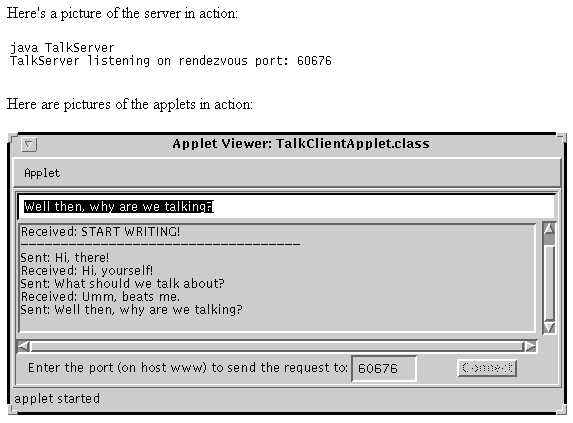 Here's a picture of the server in action:
java TalkServer
TalkServer listening on rendezvous port: 60676
Here are pictures of the applets in action:
Applet Viewer: TalkClientApplet.class
Applet
Well then, why are we talking?
Received: START WRITING!
----------------------------------
Sent: Hi, there!
Received: Hi, yourself!
Sent: What should we talk about?
Received: Umm, beats me.
Sent: Well then, why are we talking?
Enter the port (on host www) to send the request to: 60676 Connect
applet started